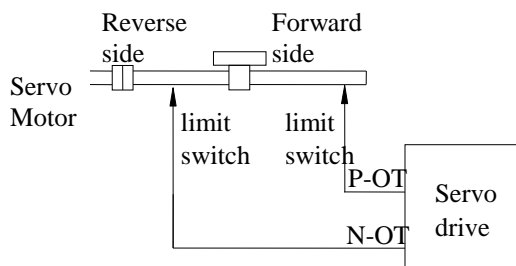 Reverse side
Forward side
Servo Motor
limit switch
limit switch
P-OT
N-OT
Servo drive